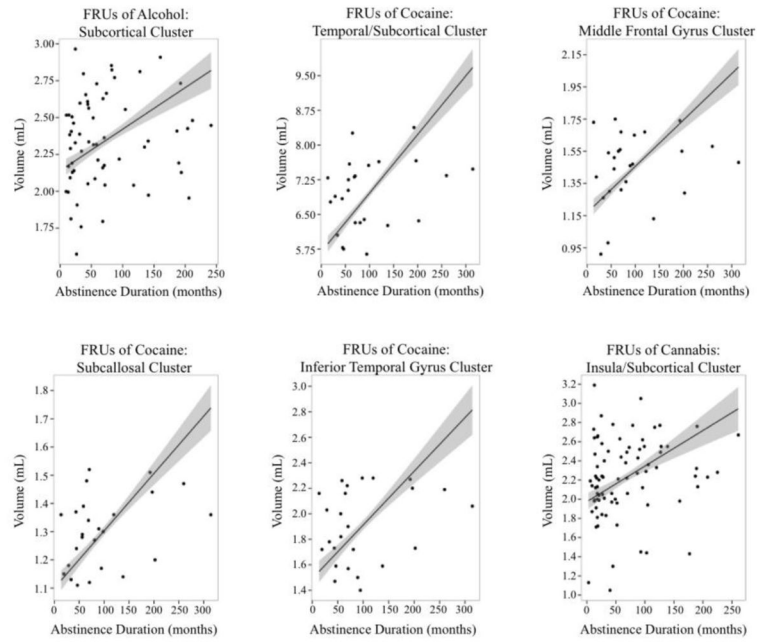 FRUs of Alcohol:
Subcortical Cluster
3.00
2.75
2.50
2.25
2.00
1.75
Volume (mL)
0 50 100 150 200 250
Abstinence Duration (months)
FRUs of Cocaine:
Temporal/Subcortical Cluster
9.50
8.75
8.00
7.25
6.50
5.75
Volume (mL)
0 50 100 150 200 250 300
Abstinence Duration (months)
FRUs of Cocaine:
Middle Frontal Gyrus Cluster
2.15
1.95
1.75
1.55
1.35
1.15
0.95
Volume (mL)
0 50 100 150 200 250 300
Abstinence Duration (months)
FRUs of Cocaine:
Subcallosal Cluster
1.8
1.7
1.6
1.5
1.4
1.3
1.2
1.1
Volume (mL)
0 50 100 150 200 250 300
Abstinence Duration (months)
FRUs of Cocaine:
Inferior Temporal Gyrus Cluster
3.0
2.8
2.6
2.4
2.2
2.0
1.8
1.6
1.4
Volume (mL)
0 50 100 150 200 250 300
Abstinence Duration (months)
FRUs of Cannabis:
Insula/Subcortical Cluster
3.2
3.0
2.8
2.6
2.4
2.2
2.0
1.8
1.6
1.4
1.2
1.0
Volume (mL)
0 50 100 150 200 250
Abstinence Duration (months)